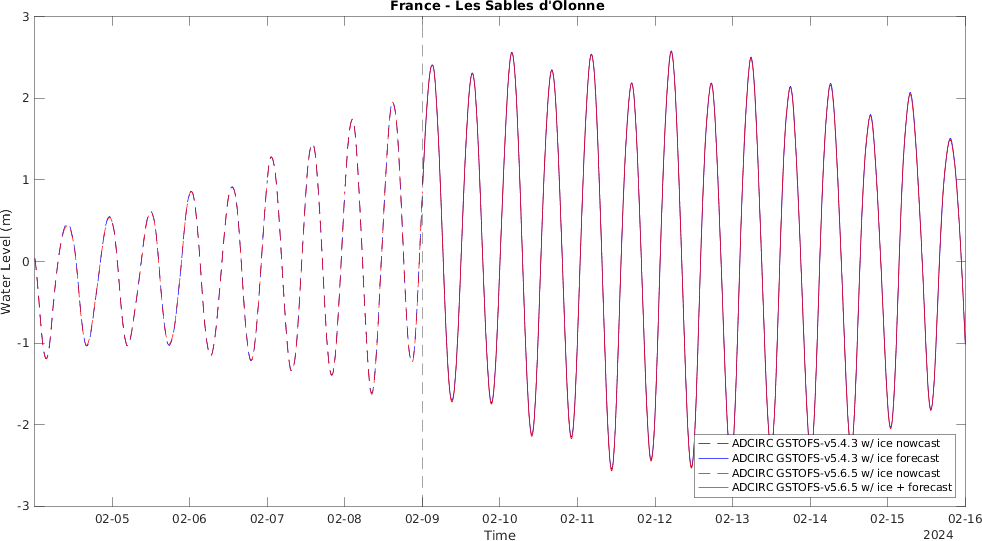 France - Les Sables d'Olonne
3
2
1
0
-1
-2
-3
Water Level (m)
ADCIRC GSTOFS-v5.4.3 w/ ice nowcast
ADCIRC GSTOFS-v5.4.3 w/ ice forecast
ADCIRC GSTOFS-v5.6.5 w/ ice nowcast
ADCIRC GSTOFS-v5.6.5 w/ ice + forecast
02-05 02-06 02-07 02-08 02-09 02-10 02-11 02-12 02-13 02-14 02-15 02-16
Time
2024